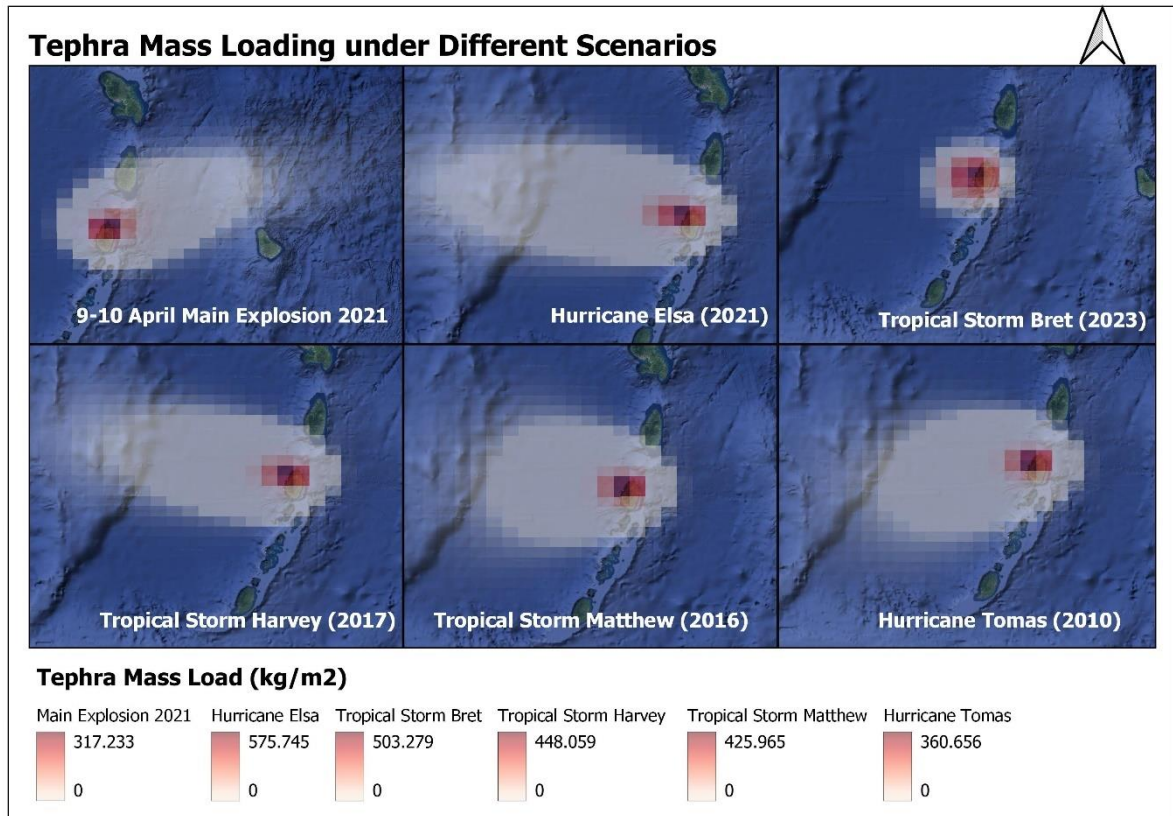 Tephra Mass Loading under Different Scenarios
9-10 April Main Explosion 2021
Hurricane Elsa (2021)
Tropical Storm Bret (2023)
Tropical Storm Harvey (2017)
Tropical Storm Matthew (2016)
Hurricane Tomas (2010)
Tephra Mass Load (kg/m2)
Main Explosion 2021
317.233
0
Hurricane Elsa
575.745
0
Tropical Storm Bret
503.279
0
Tropical Storm Harvey
448.059
0
Tropical Storm Matthew
425.965
0
Hurricane Tomas
360.656
0